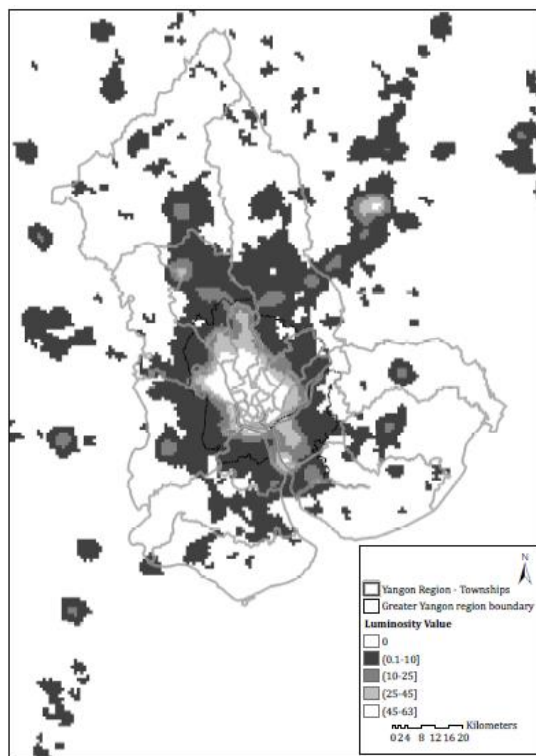 N
Yangon Region - Townships
Greater Yangon region boundary
Luminosity Value
0
(0.1-10]
(10-25]
(25-45]
(45-63]
Kilometers
0 2 4 8 12 16 20